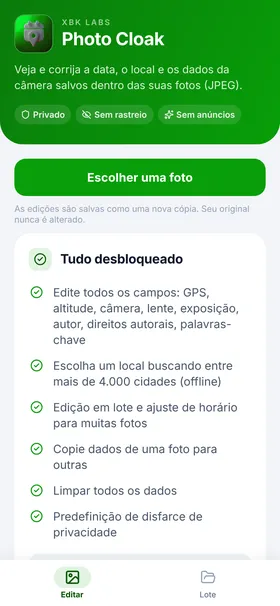 XBK LABS
Photo Cloak
Veja e corrija a data, o local e os dados da
câmera salvos dentro das suas fotos (JPEG).
Privado
Sem rastreio
Sem anúncios
Escolher uma foto
As edições são salvas como uma nova cópia. Seu original
nunca é alterado.
Tudo desbloqueado
Edite todos os campos: GPS,
altitude, câmera, lente, exposição,
autor, direitos autorais, palavras-
chave
Escolha um local buscando entre
mais de 4.000 cidades (offline)
Edição em lote e ajuste de horário
para muitas fotos
Copie dados de uma foto para
outras
Limpar todos os dados
Predefinição de disfarce de
privacidade
Editar
Lote